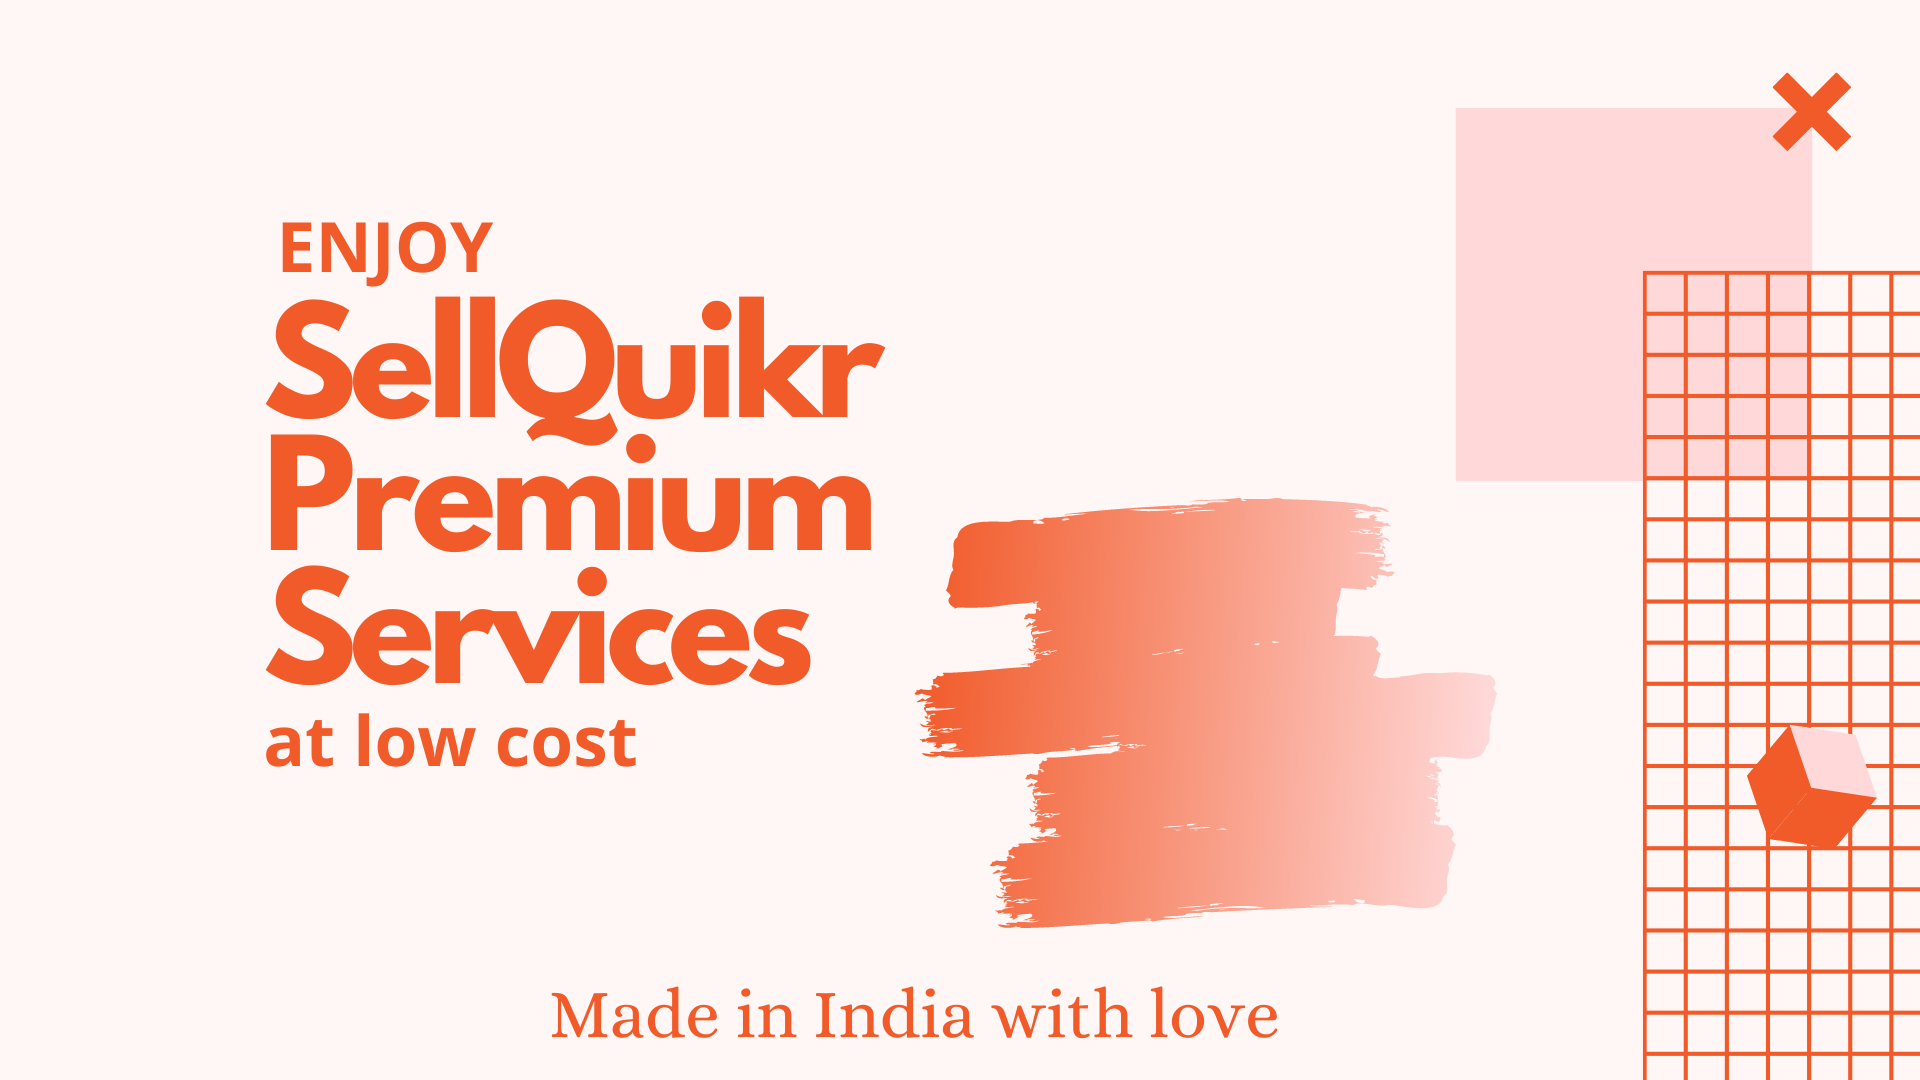 ENJOY
SellQuikr
Premium
Services
at low cost
Made in India with love